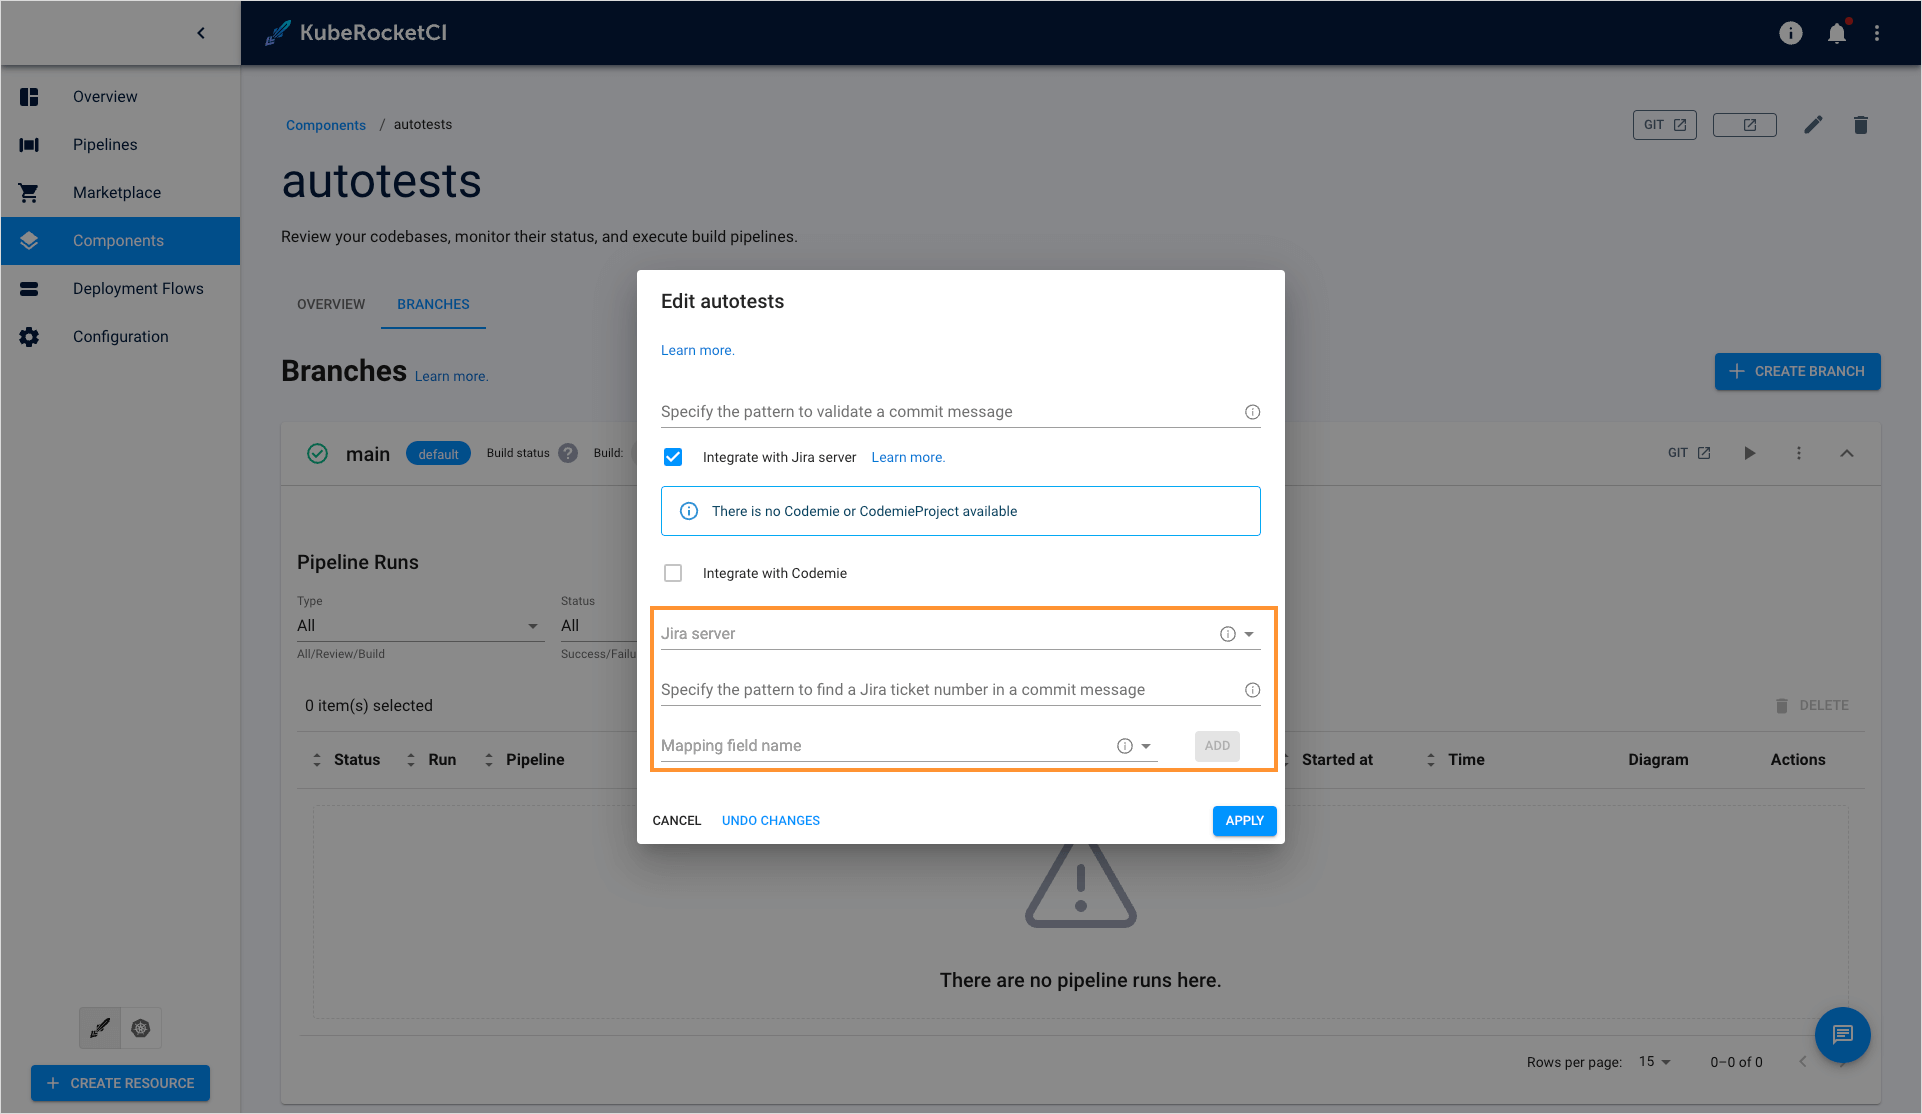 KubeRocketCI
Overview
Pipelines
Marketplace
Components
Deployment Flows
Configuration
CREATE RESOURCE
Components / autotests
GIT
autotests
Review your codebases, monitor their status, and execute build pipelines.
OVERVIEW
BRANCHES
Branches Learn more.
CREATE BRANCH
main default Build status Build:
GIT
Pipeline Runs
Type
All
All/Review/Build
Status
All
Success/Failu
0 item(s) selected
DELETE
Status Run Pipeline Started at Time Diagram Actions
There are no pipeline runs here.
Rows per page: 15 0–0 of 0
Edit autotests
Learn more.
Specify the pattern to validate a commit message
Integrate with Jira server Learn more.
There is no Codemie or CodemieProject available
Integrate with Codemie
Jira server
Specify the pattern to find a Jira ticket number in a commit message
Mapping field name
ADD
CANCEL
UNDO CHANGES
APPLY